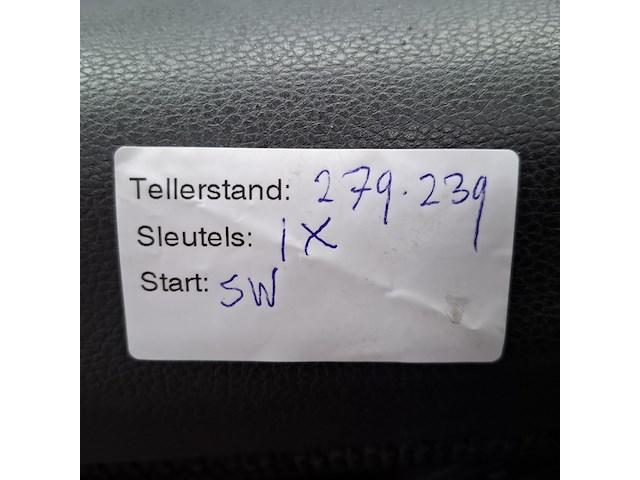 Tellerstand: 279.239
Sleutels: 1X
Start: SW